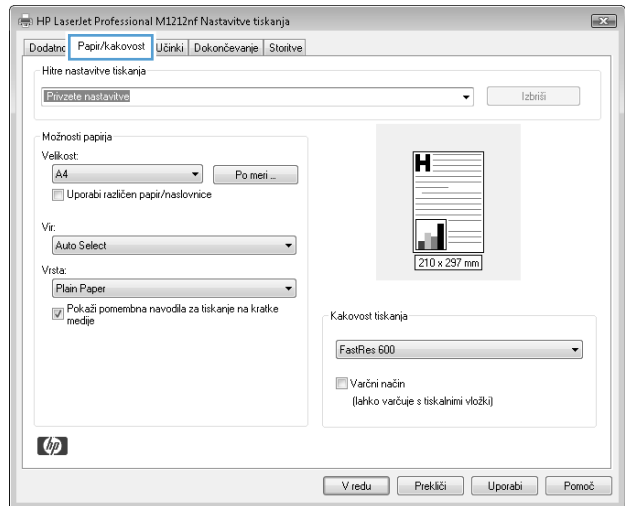 HP LaserJet Professional M1212nf Nastavitve tiskanja
Dodatno Papir/kakovost Učinki Dokončevanje Storitve
Hitre nastavitve tiskanja
Privzete nastavitve
Izbriši
Možnosti papirja
Velikost:
A4
Po meri ...
Uporabi različen papir/naslovnice
Vir:
Auto Select
Vrsta:
Plain Paper
Pokaži pomembna navodila za tiskanje na kratke
medije
H
210 x 297 mm
Kakovost tiskanja
FastRes 600
Varčni način
(lahko varčuje s tiskalnimi vložki)
hp
V redu Prekliči Uporabi Pomoč